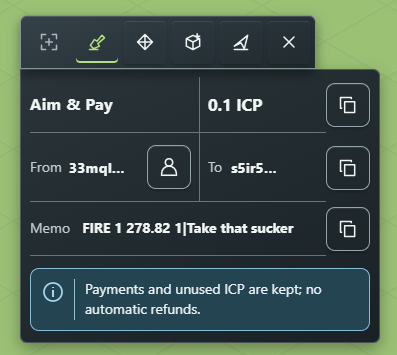 Aim & Pay 0.1 ICP
From 33mql... To s5ir5...
Memo FIRE 1 278.82 1|Take that sucker
Payments and unused ICP are kept; no
automatic refunds.